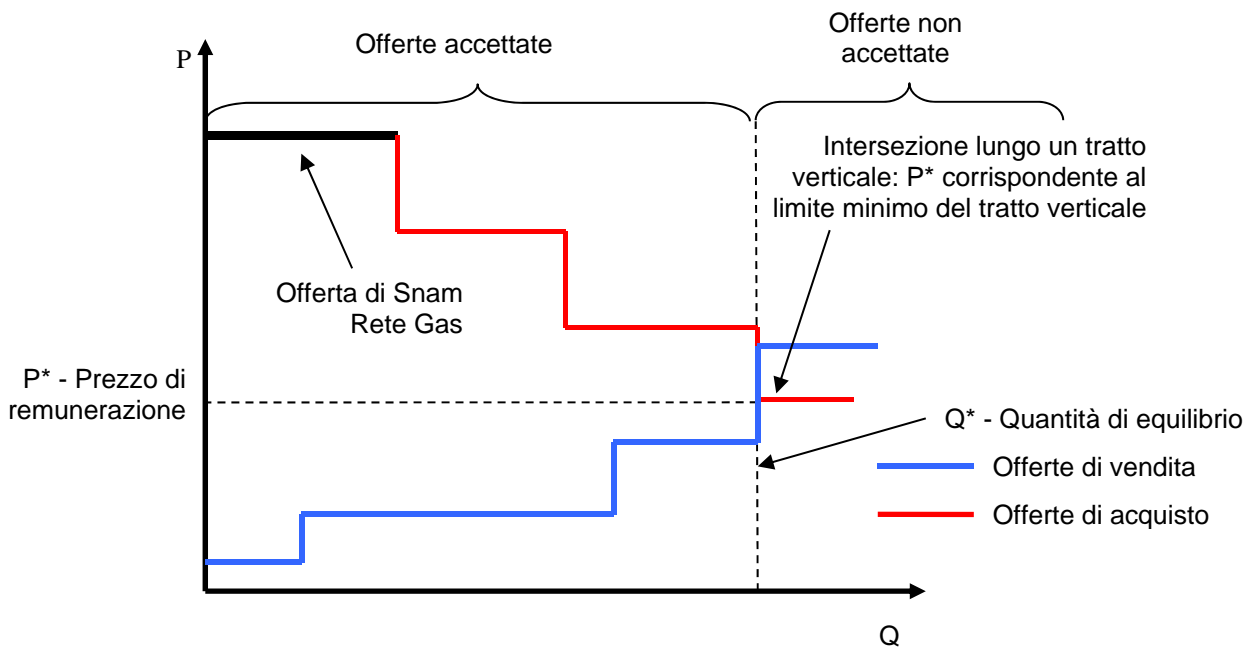 Offerte accettate
Offerte non
accettate
P
Intersezione lungo un tratto
verticale: P* corrispondente al
limite minimo del tratto verticale
Offerta di Snam
Rete Gas
P* - Prezzo di
remunerazione
Q* - Quantità di equilibrio
Offerte di vendita
Offerte di acquisto
Q